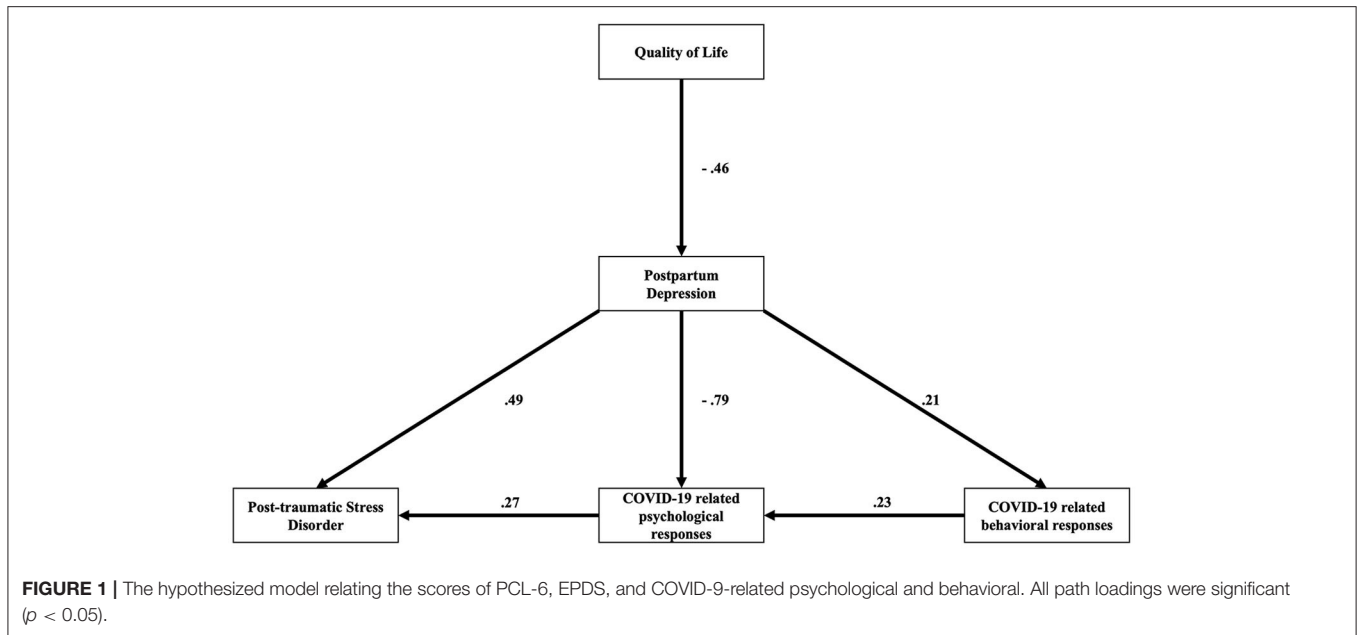 Quality of Life
- .46
Postpartum
Depression
.49
- .79
.21
Post-traumatic Stress
Disorder
.27
COVID-19 related
psychological
responses
.23
COVID-19 related
behavioral responses
FIGURE 1 | The hypothesized model relating the scores of PCL-6, EPDS, and COVID-9-related psychological and behavioral. All path loadings were significant
(p < 0.05).